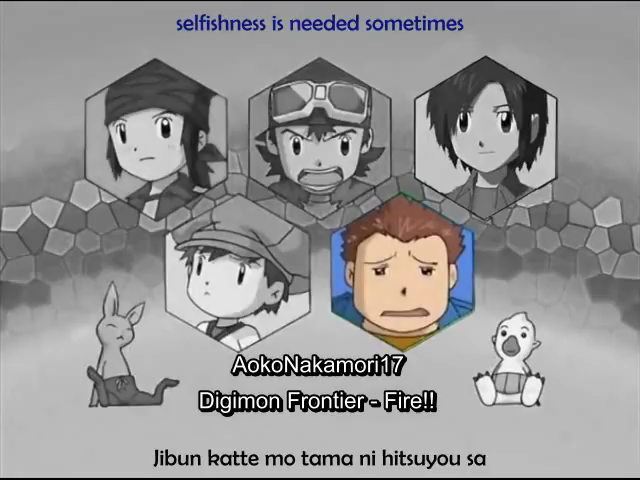 selfishness is needed sometimes
AokoNakamori17
Digimon Frontier - Fire!!
Jibun katte mo tama ni hitsuyou sa